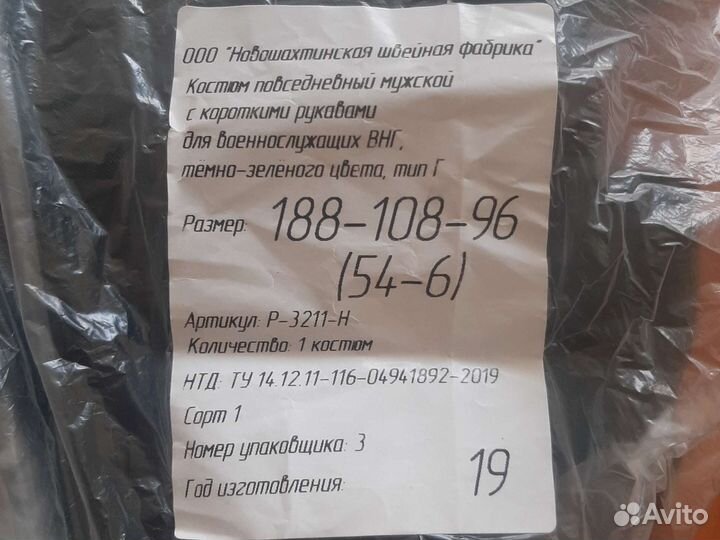 ООО "Новошахтинская швейная фабрика"
Костюм повседневный мужской
с короткими рукавами
для военнослужащих ВНГ,
тёмно-зелёного цвета, тип Г
Размер: 188-108-96
(54-6)
Артикул: Р-3211-Н
Количество: 1 костюм
НТД: ТУ 14.12.11-116-04941892-2019
Сорт 1
Номер упаковщика: 3
Год изготовления: 19
Avito